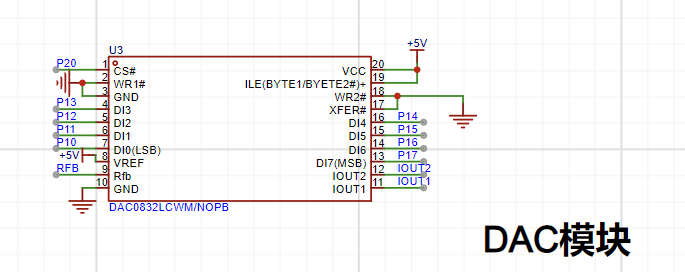 +5V
U3
P20 1 CS# VCC 20
2 WR1# ILE(BYTE1/BYETE2#)+ 19
3 GND WR2# 18
P13 4 DI3 XFER# 17
P12 5 DI2 DI4 16 P14
P11 6 DI1 DI5 15 P15
P10 7 DI0(LSB) DI6 14 P16
+5V 8 VREF DI7(MSB) 13 P17
RFB 9 Rfb IOUT2 12 IOUT2
10 GND IOUT1 11 IOUT1
DAC0832LCWM/NOPB
DAC模块